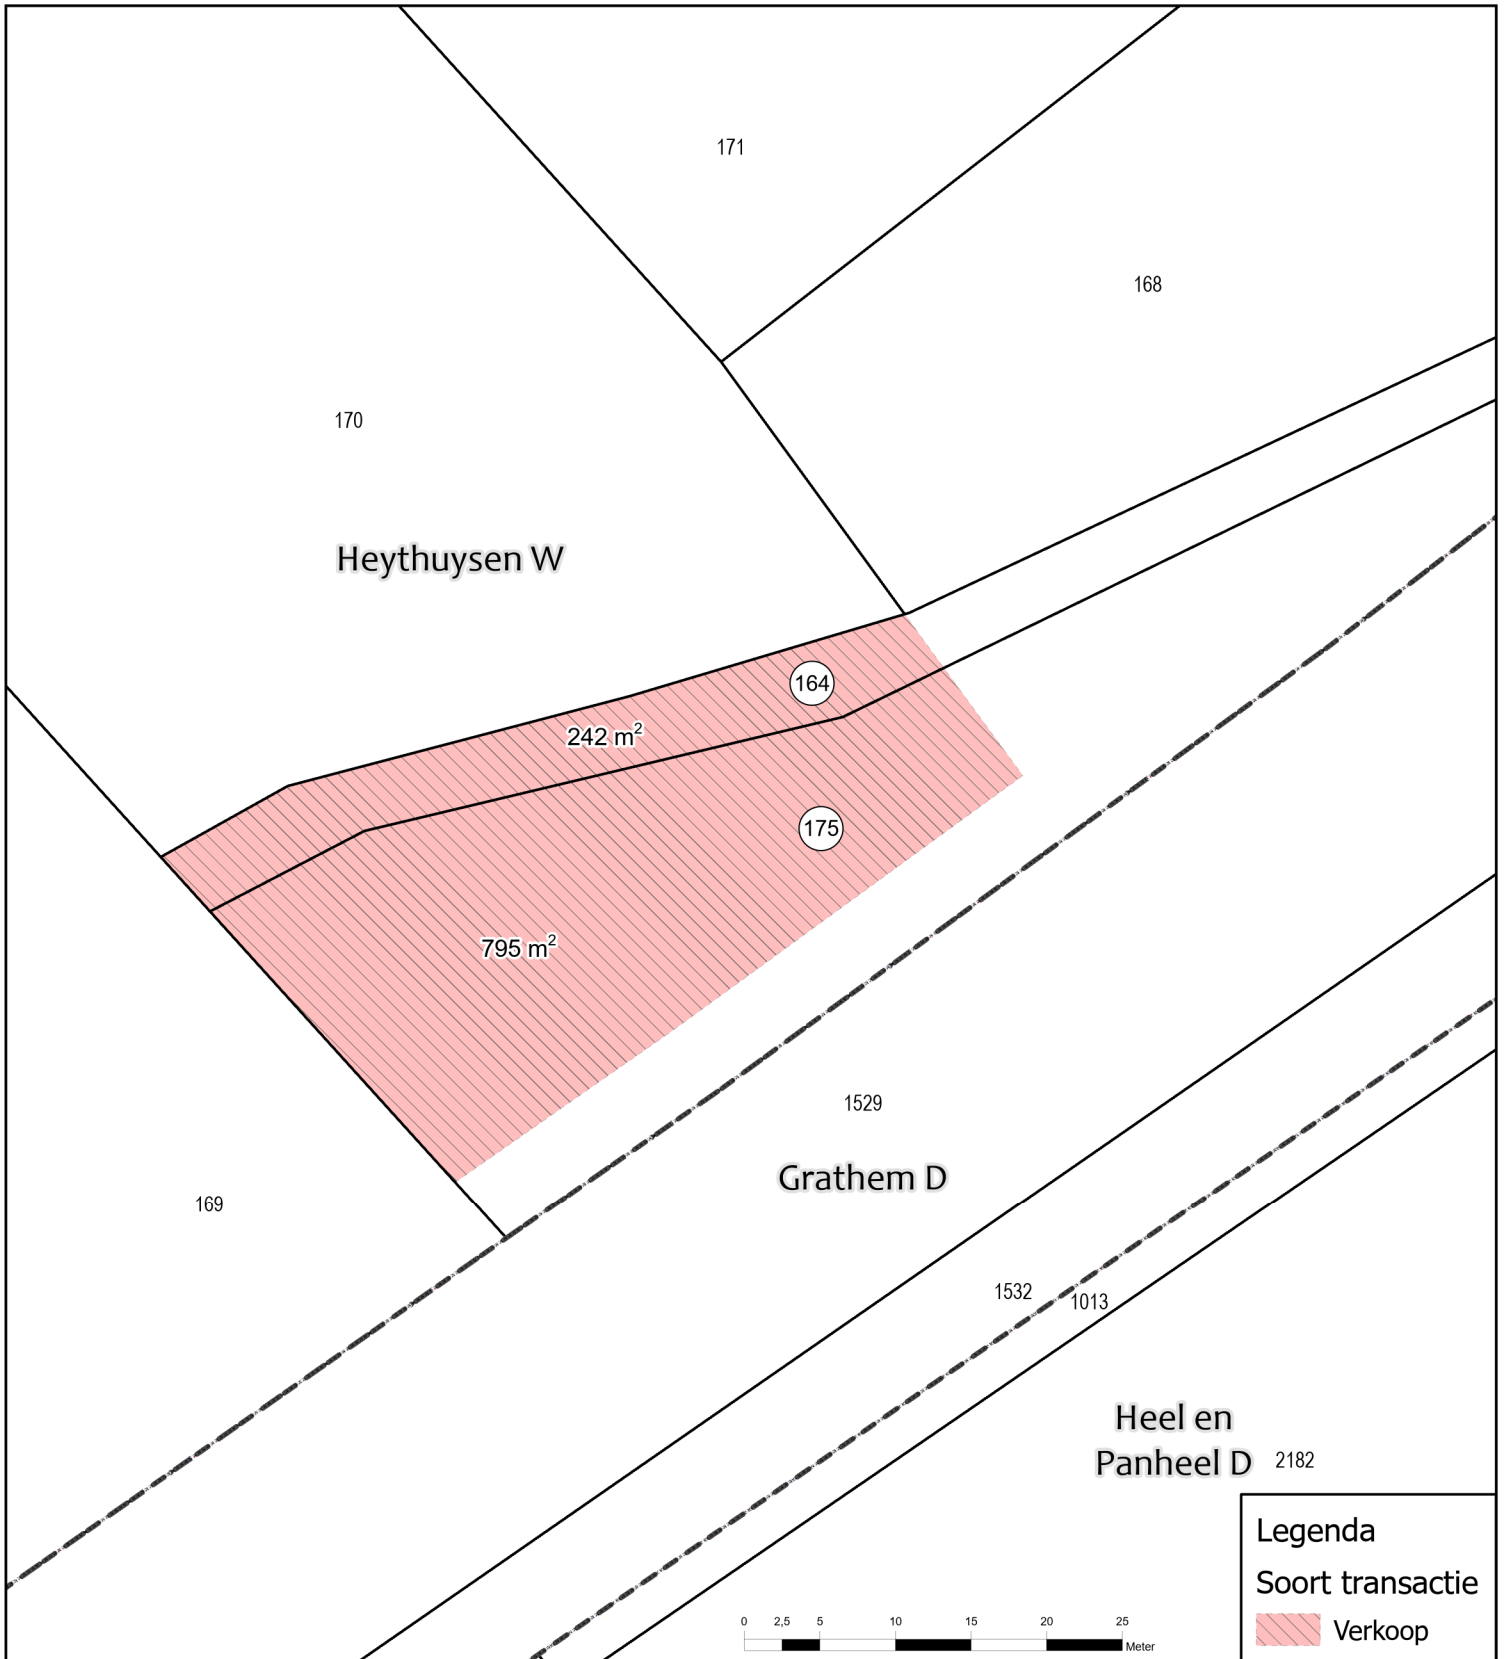 171
168
170
Heythuysen W
164
242 m²
175
795 m²
1529
Grathem D
169
1532
1013
Heel en
Panheel D
2182
Legenda
Soort transactie
Verkoop
0 2,5 5 10 15 20 25
Meter